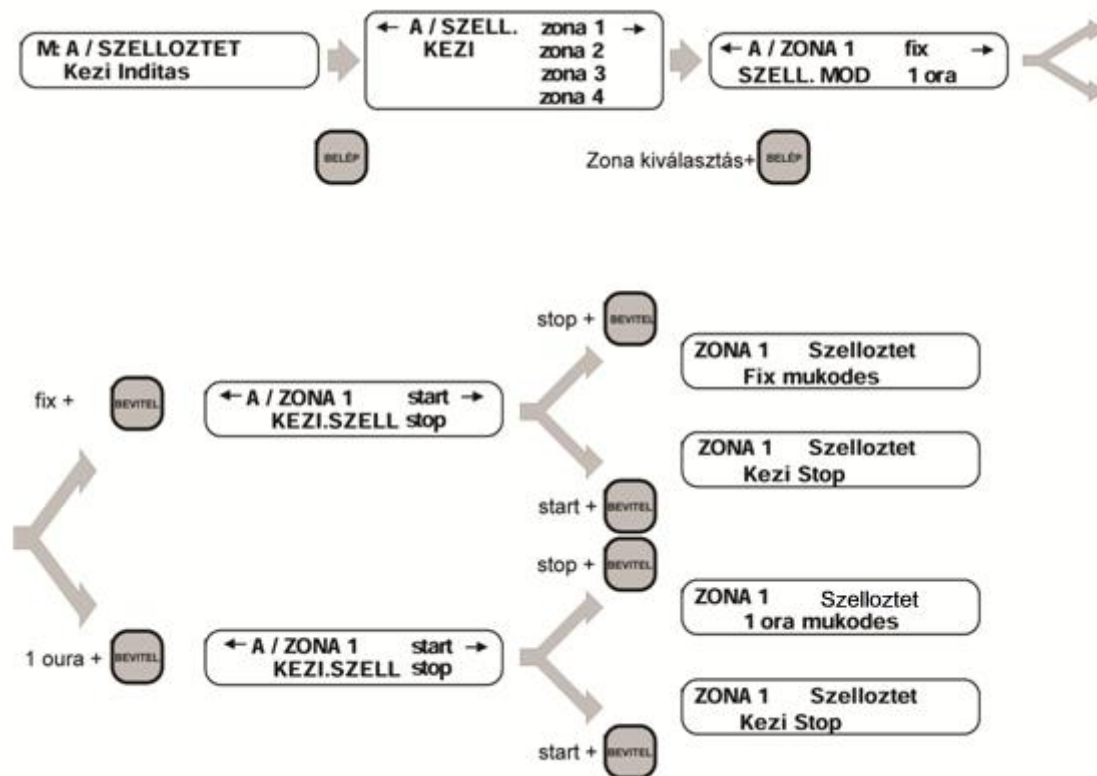 M: A / SZELLOZTET
Kezi Inditas
← A / SZELL. zona 1 →
KEZI zona 2
zona 3
zona 4
← A / ZONA 1 fix →
SZELL. MOD 1 ora
BELÉP
Zona kiválasztás+ BELÉP
stop + BEVITEL
ZONA 1 Szelloztet
Fix mukodes
fix + BEVITEL
← A / ZONA 1 start →
KEZI.SZELL stop
ZONA 1 Szelloztet
Kezi Stop
start + BEVITEL
stop + BEVITEL
ZONA 1 Szelloztet
1 ora mukodes
1 oura + BEVITEL
← A / ZONA 1 start →
KEZI.SZELL stop
ZONA 1 Szelloztet
Kezi Stop
start + BEVITEL